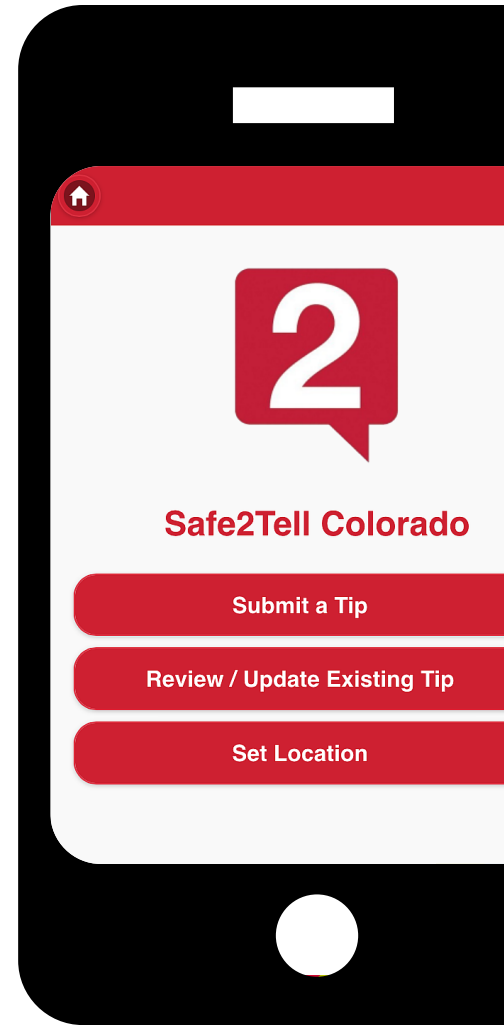 2
Safe2Tell Colorado
Submit a Tip
Review / Update Existing Tip
Set Location